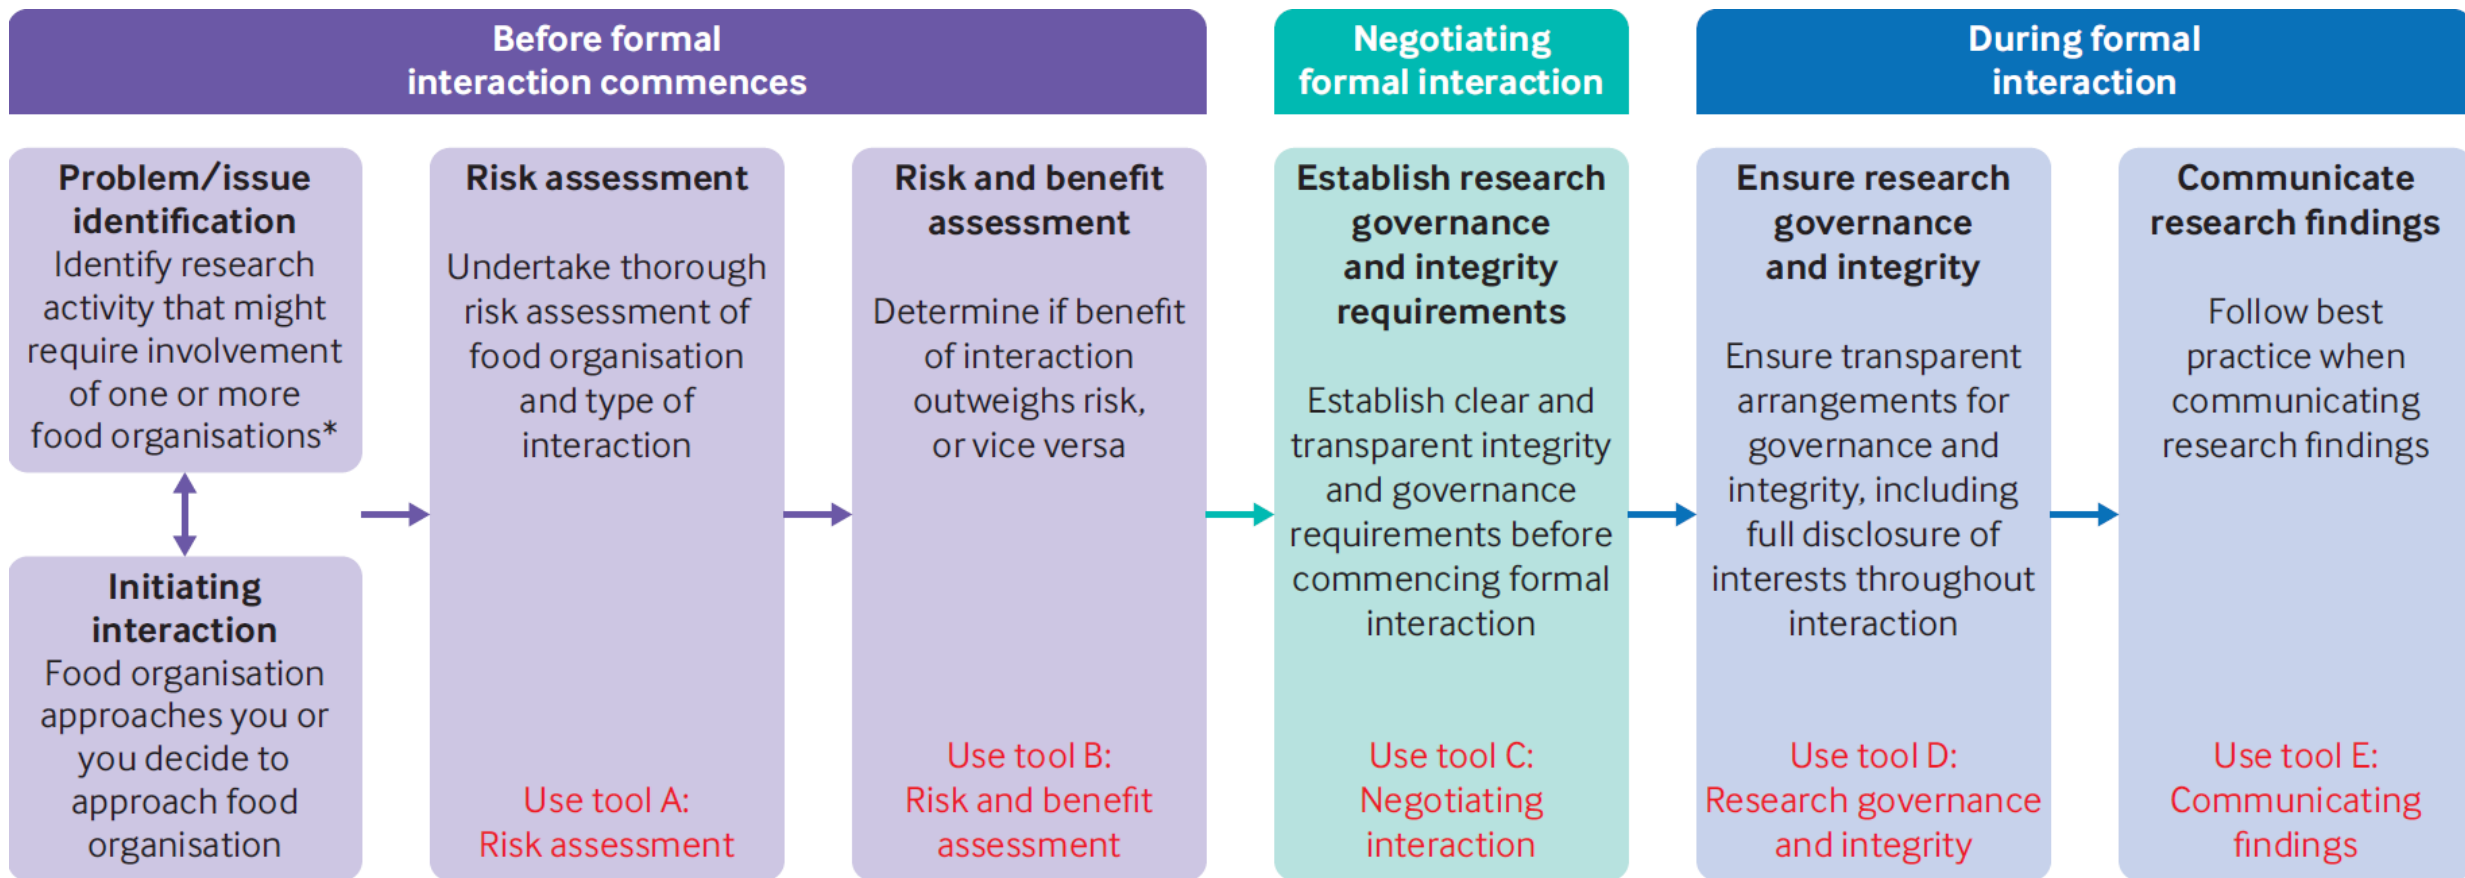 Before formal
interaction commences
Negotiating
formal interaction
During formal
interaction
Problem/issue
identification
Identify research
activity that might
require involvement
of one or more
food organisations*
Initiating
interaction
Food organisation
approaches you or
you decide to
approach food
organisation
Risk assessment
Undertake thorough
risk assessment of
food organisation
and type of
interaction
Use tool A:
Risk assessment
Risk and benefit
assessment
Determine if benefit
of interaction
outweighs risk,
or vice versa
Use tool B:
Risk and benefit
assessment
Establish research
governance
and integrity
requirements
Establish clear and
transparent integrity
and governance
requirements before
commencing formal
interaction
Use tool C:
Negotiating
interaction
Ensure research
governance
and integrity
Ensure transparent
arrangements for
governance and
integrity, including
full disclosure of
interests throughout
interaction
Use tool D:
Research governance
and integrity
Communicate
research findings
Follow best
practice when
communicating
research findings
Use tool E:
Communicating
findings